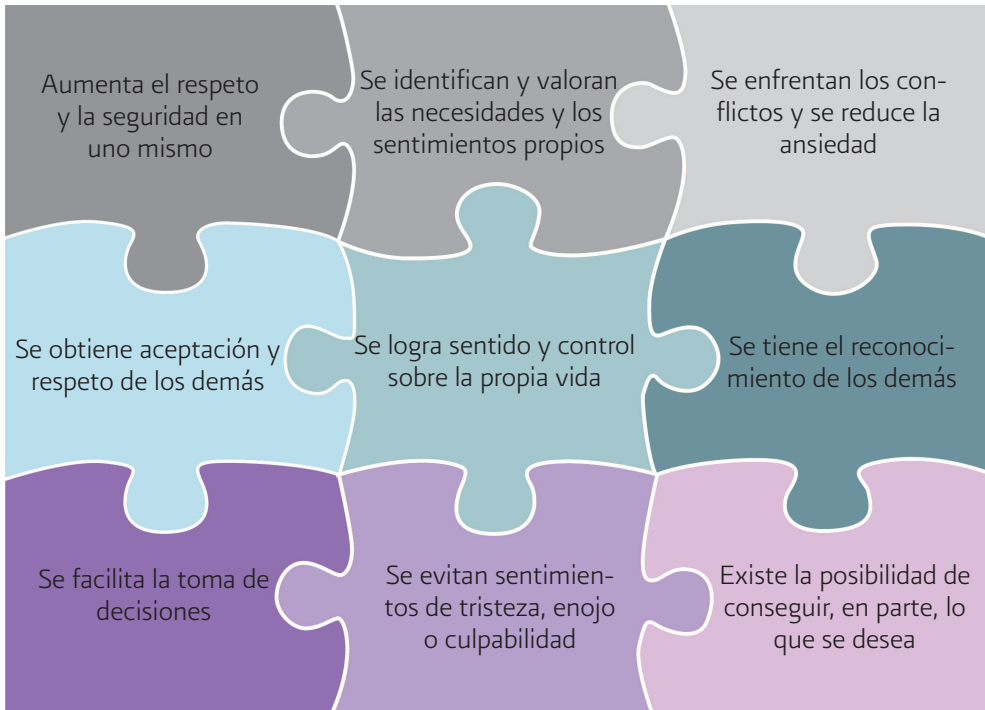 Aumenta el respeto
y la seguridad en
uno mismo
Se identifican y valoran
las necesidades y los
sentimientos propios
Se enfrentan los con-
flictos y se reduce la
ansiedad
Se obtiene aceptación y
respeto de los demás
Se logra sentido y control
sobre la propia vida
Se tiene el reconoci-
miento de los demás
Se facilita la toma de
decisiones
Se evitan sentimien-
tos de tristeza, enojo
o culpabilidad
Existe la posibilidad de
conseguir, en parte, lo
que se desea